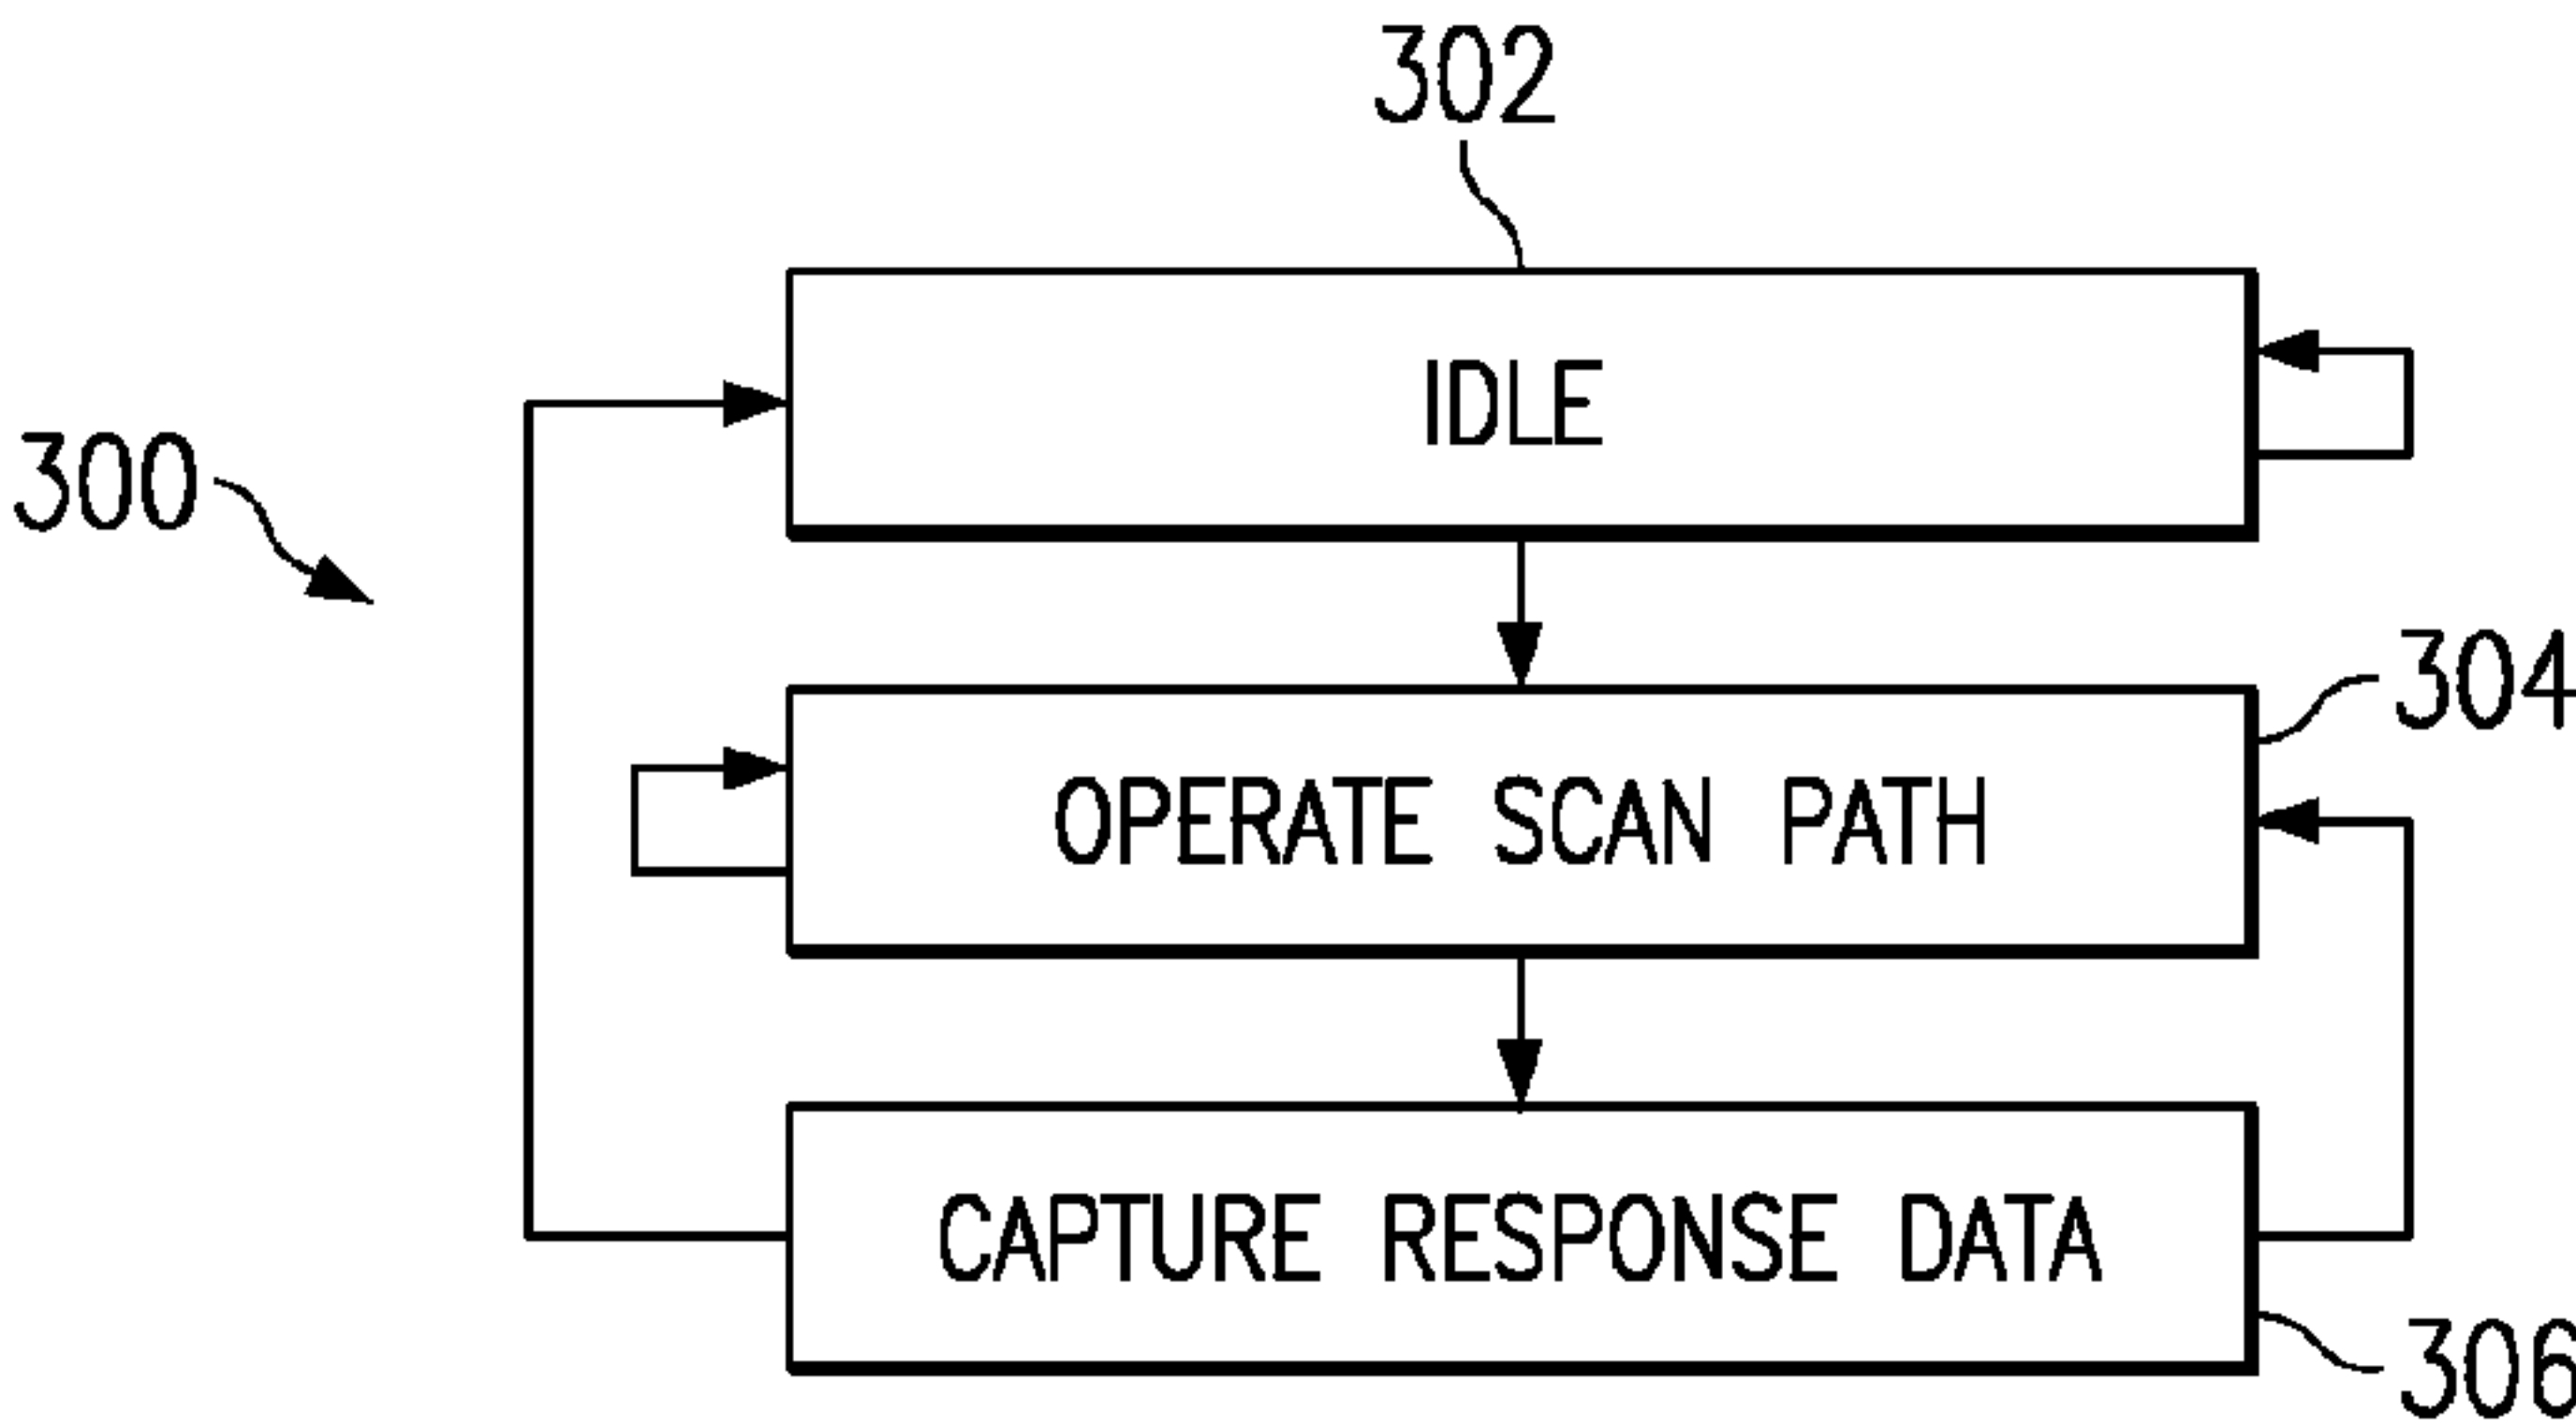 302
IDLE
300
304
OPERATE SCAN PATH
CAPTURE RESPONSE DATA
306